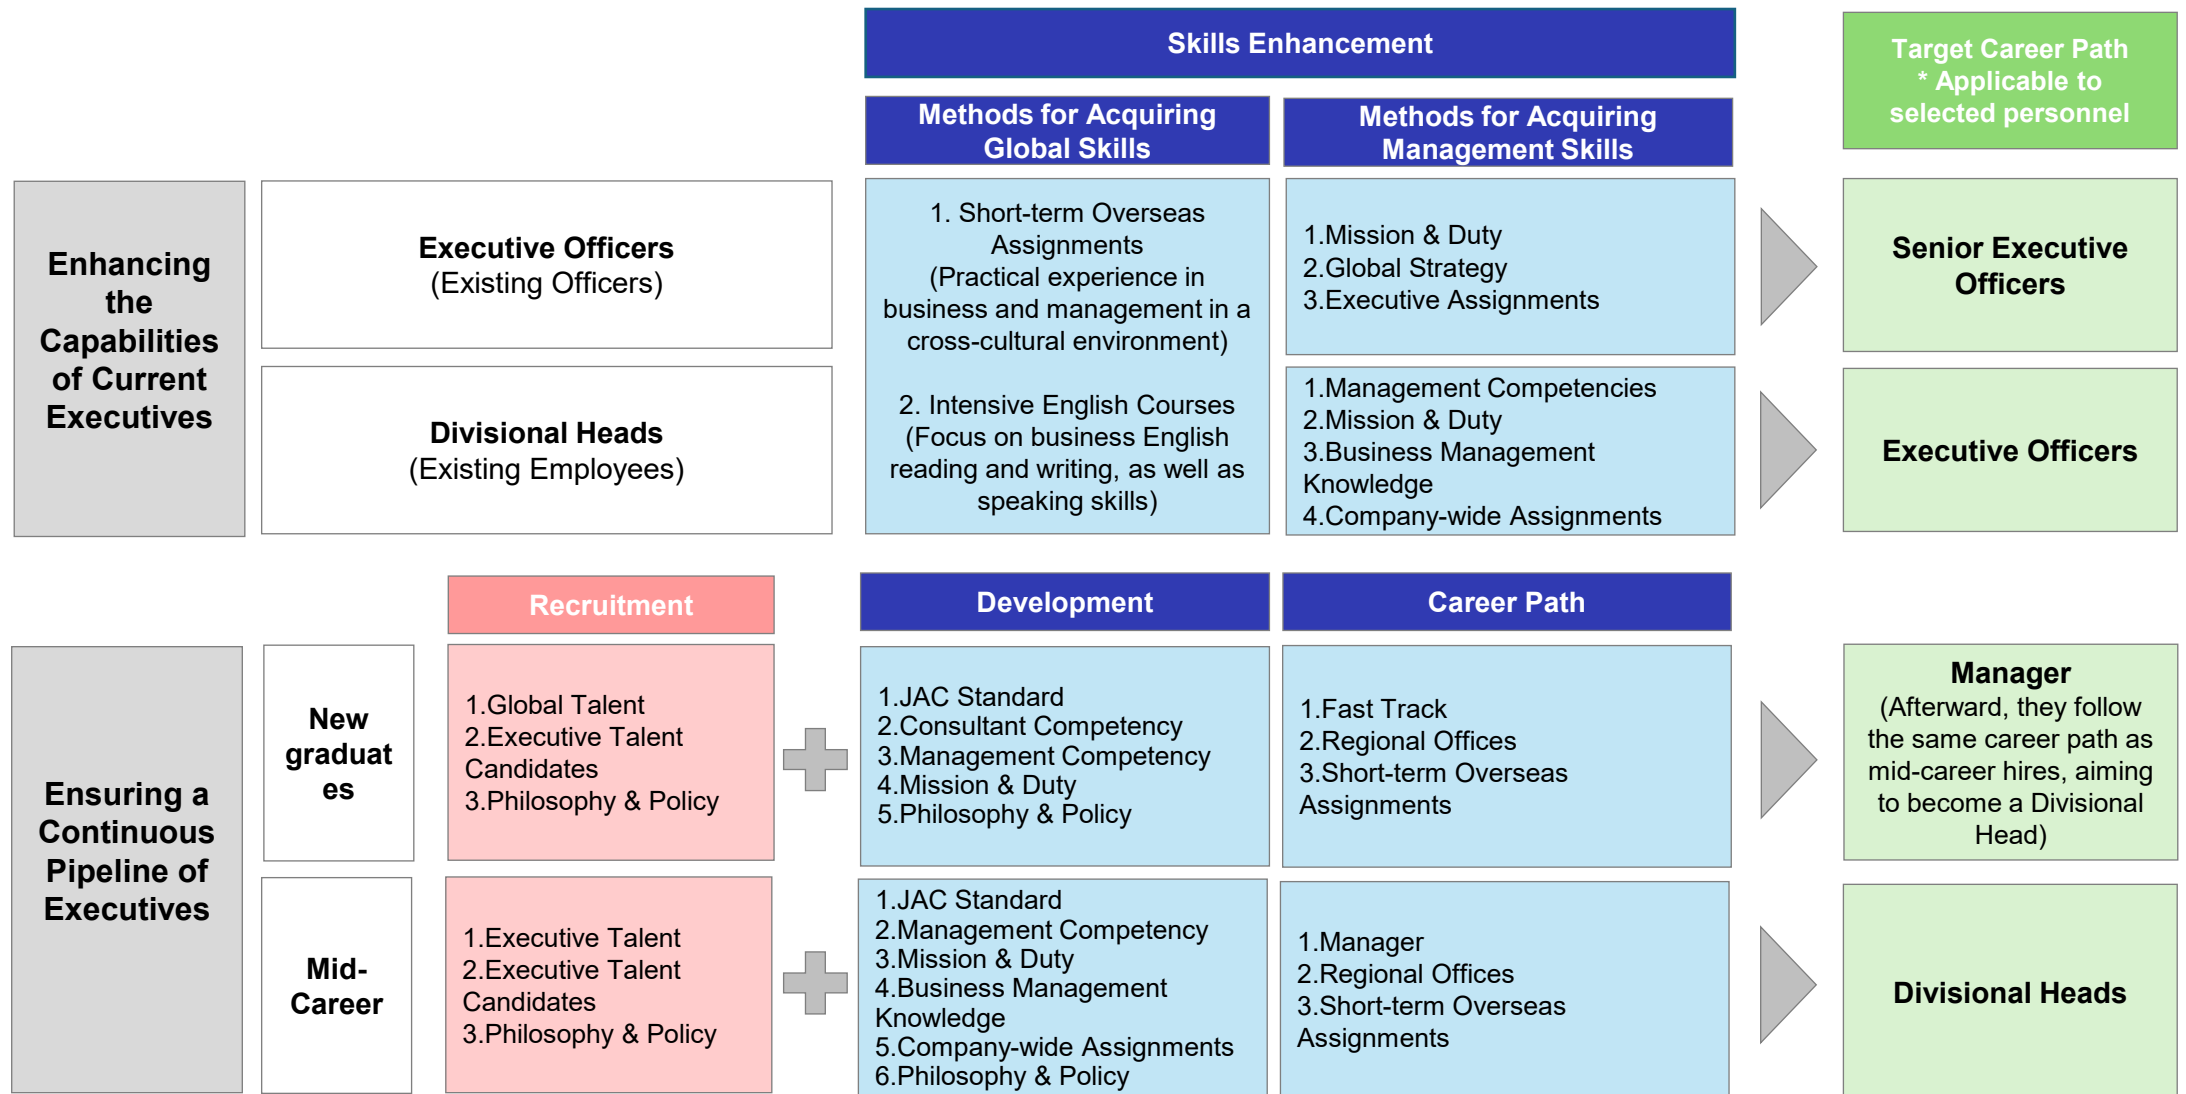 Skills Enhancement
Target Career Path
* Applicable to
selected personnel
Methods for Acquiring
Global Skills
Methods for Acquiring
Management Skills
Enhancing
the
Capabilities
of Current
Executives
Executive Officers
(Existing Officers)
1. Short-term Overseas
Assignments
(Practical experience in
business and management in a
cross-cultural environment)
2. Intensive English Courses
(Focus on business English
reading and writing, as well as
speaking skills)
1.Mission & Duty
2.Global Strategy
3.Executive Assignments
Senior Executive
Officers
Divisional Heads
(Existing Employees)
1.Management Competencies
2.Mission & Duty
3.Business Management
Knowledge
4.Company-wide Assignments
Executive Officers
Recruitment
Development
Career Path
Ensuring a
Continuous
Pipeline of
Executives
New
graduat
es
1.Global Talent
2.Executive Talent
Candidates
3.Philosophy & Policy
1.JAC Standard
2.Consultant Competency
3.Management Competency
4.Mission & Duty
5.Philosophy & Policy
1.Fast Track
2.Regional Offices
3.Short-term Overseas
Assignments
Manager
(Afterward, they follow
the same career path as
mid-career hires, aiming
to become a Divisional
Head)
Mid-
Career
1.Executive Talent
2.Executive Talent
Candidates
3.Philosophy & Policy
1.JAC Standard
2.Management Competency
3.Mission & Duty
4.Business Management
Knowledge
5.Company-wide Assignments
6.Philosophy & Policy
1.Manager
2.Regional Offices
3.Short-term Overseas
Assignments
Divisional Heads